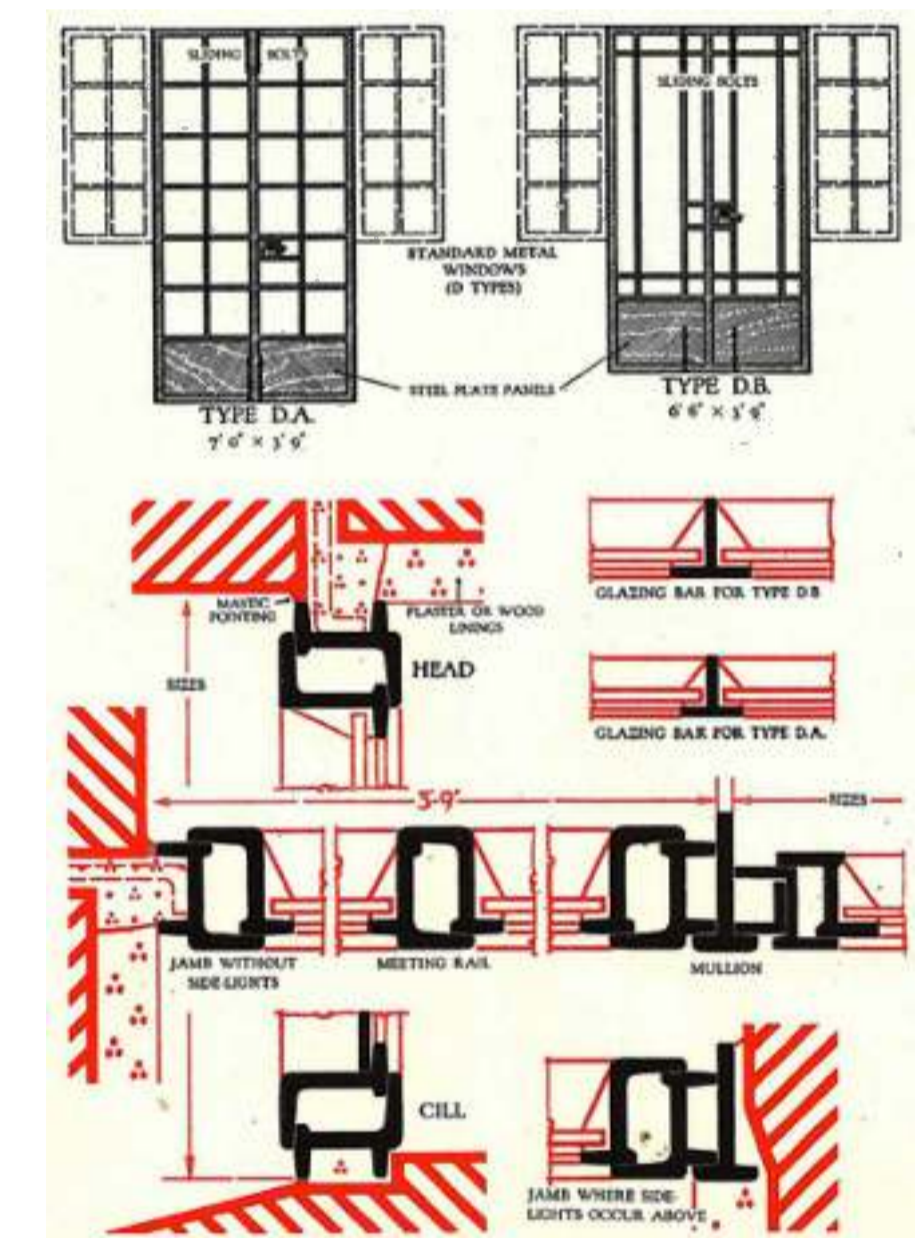 SLIDING BOLTS
SLIDING BOLTS
STANDARD METAL
WINDOWS
(D TYPES)
STEEL PLATE PANELS
TYPE D.A.
7' 0" × 3' 9"
TYPE D.B.
6' 6" × 3' 9"
MASTIC
POINTING
PLASTER OR WOOD
LININGS
HEAD
SIZES
GLAZING BAR FOR TYPE D.B
GLAZING BAR FOR TYPE D.A.
3'-9"
SIZES
JAMB WITHOUT
SIDE-LIGHTS
MEETING RAIL
MULLION
CILL
JAMB WHERE SIDE-
LIGHTS OCCUR ABOVE